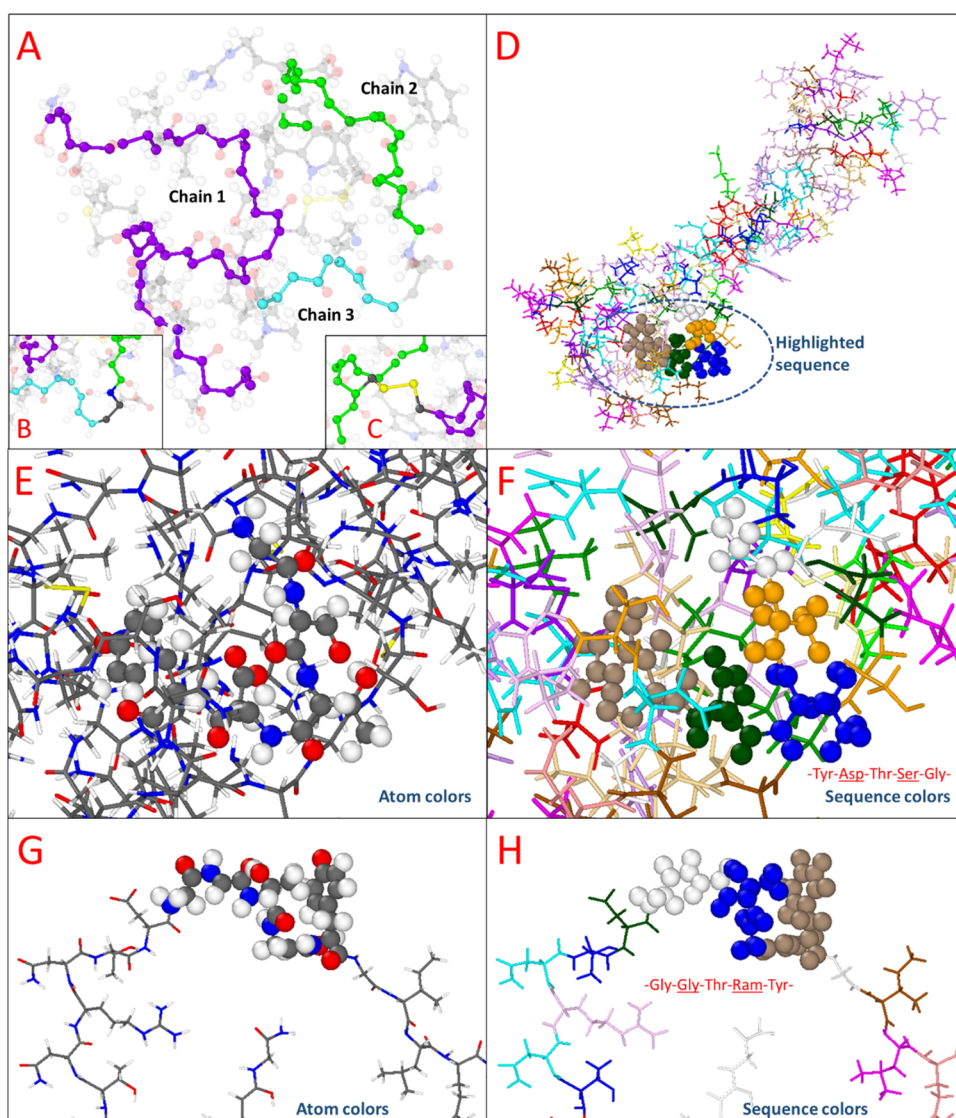 A
D
Chain 2
Chain 1
Chain 3
Highlighted
sequence
B
C
E
F
-Tyr-Asp-Thr-Ser-Gly-
Atom colors
Sequence colors
G
H
-Gly-Gly-Thr-Ram-Tyr-
Atom colors
Sequence colors